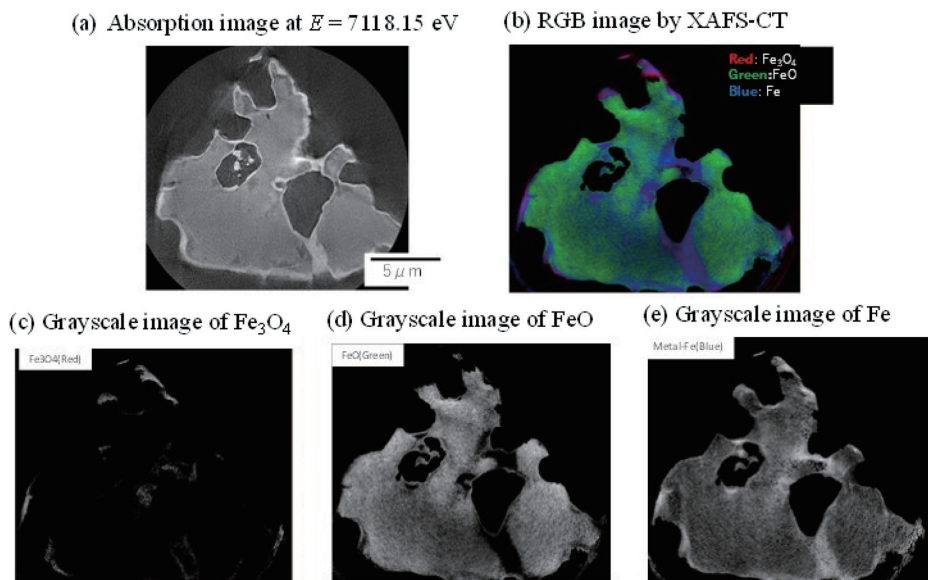 (a) Absorption image at E = 7118.15 eV
(b) RGB image by XAFS-CT
Red: Fe₃O₄
Green:FeO
Blue: Fe
5 μm
(c) Grayscale image of Fe₃O₄
(d) Grayscale image of FeO
(e) Grayscale image of Fe
Fe3O4(Red)
FeO(Green)
Metal-Fe(Blue)